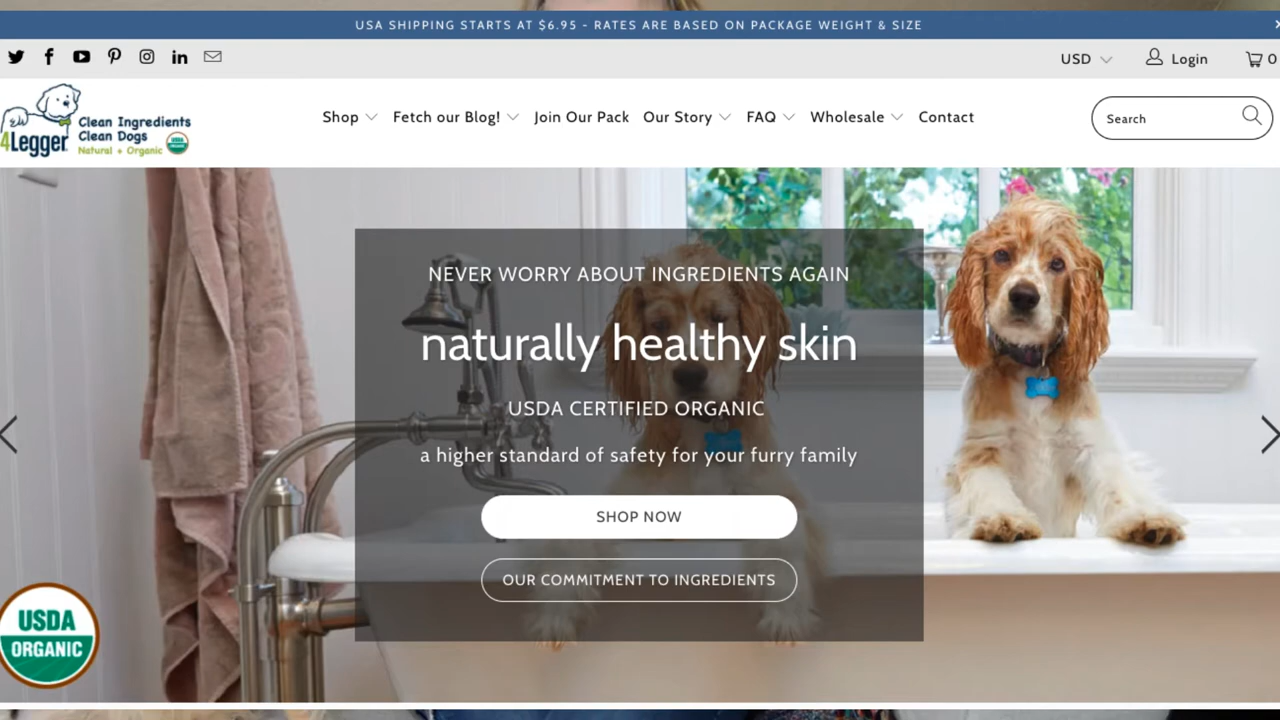 USA SHIPPING STARTS AT $6.95 - RATES ARE BASED ON PACKAGE WEIGHT & SIZE
USD
Login
0
4Legger
Clean Ingredients
Clean Dogs
Natural + Organic
Shop
Fetch our Blog!
Join Our Pack
Our Story
FAQ
Wholesale
Contact
Search
NEVER WORRY ABOUT INGREDIENTS AGAIN
naturally healthy skin
USDA CERTIFIED ORGANIC
a higher standard of safety for your furry family
SHOP NOW
OUR COMMITMENT TO INGREDIENTS
USDA
ORGANIC